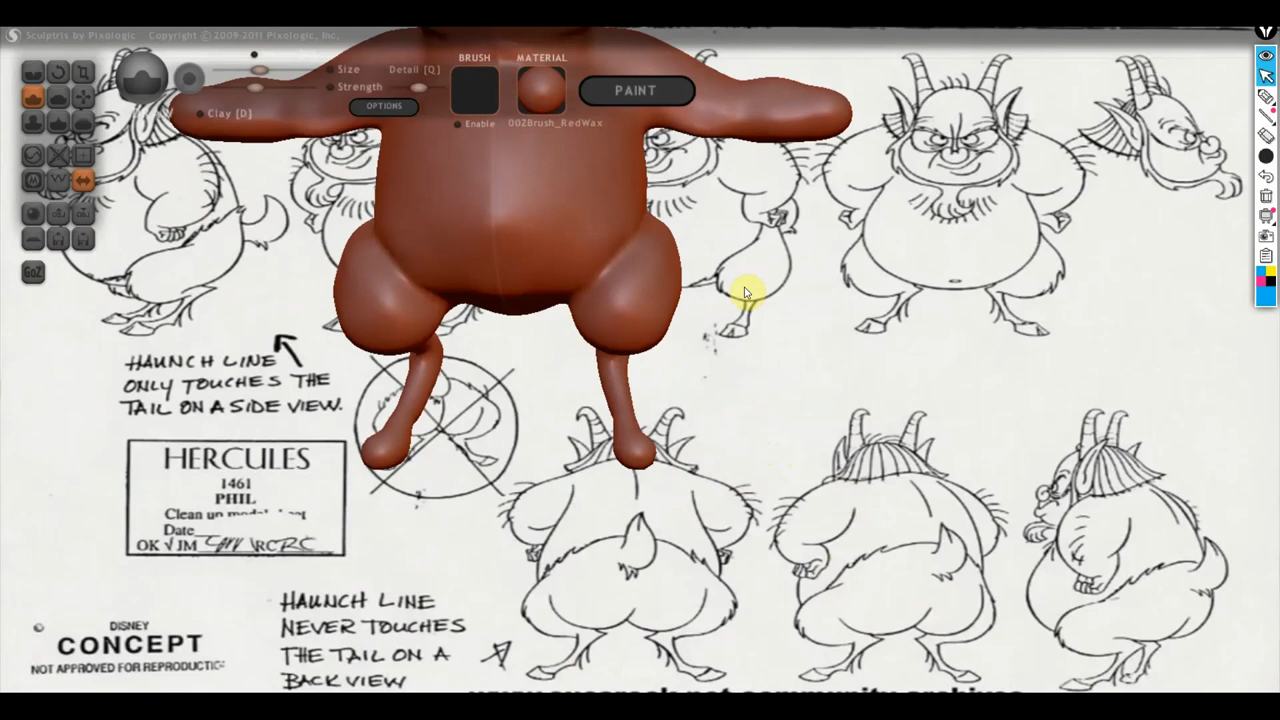 Sculptris by Pixologic Copyright © 2009-2011 Pixologic, Inc.
BRUSH
MATERIAL
Size
Detail [Q]
Strength
PAINT
OPTIONS
Clay [D]
Enable
00ZBrush_RedWax
GoZ
HAUNCH LINE
ONLY TOUCHES THE
TAIL ON A SIDE VIEW.
HERCULES
1461
PHIL
Clean up
Date
OK √ JM
HAUNCH LINE
NEVER TOUCHES
THE TAIL ON A
BACK VIEW
DISNEY
CONCEPT
NOT APPROVED FOR